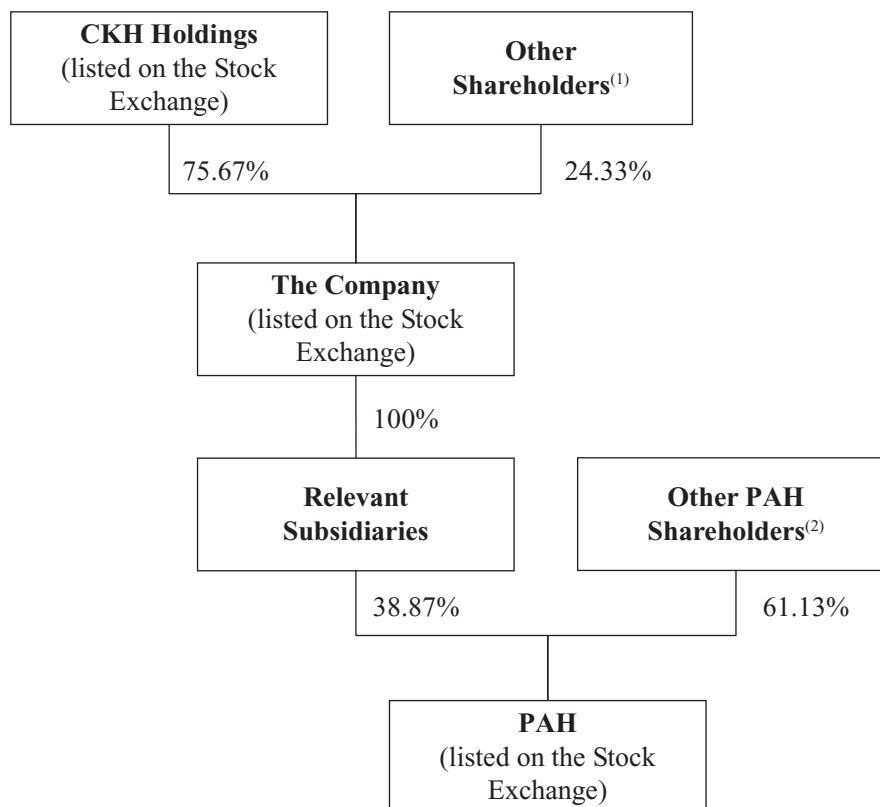 CKH Holdings
(listed on the Stock
Exchange)
Other
Shareholders(1)
75.67%
24.33%
The Company
(listed on the Stock
Exchange)
100%
Relevant
Subsidiaries
Other PAH
Shareholders(2)
38.87%
61.13%
PAH
(listed on the Stock
Exchange)